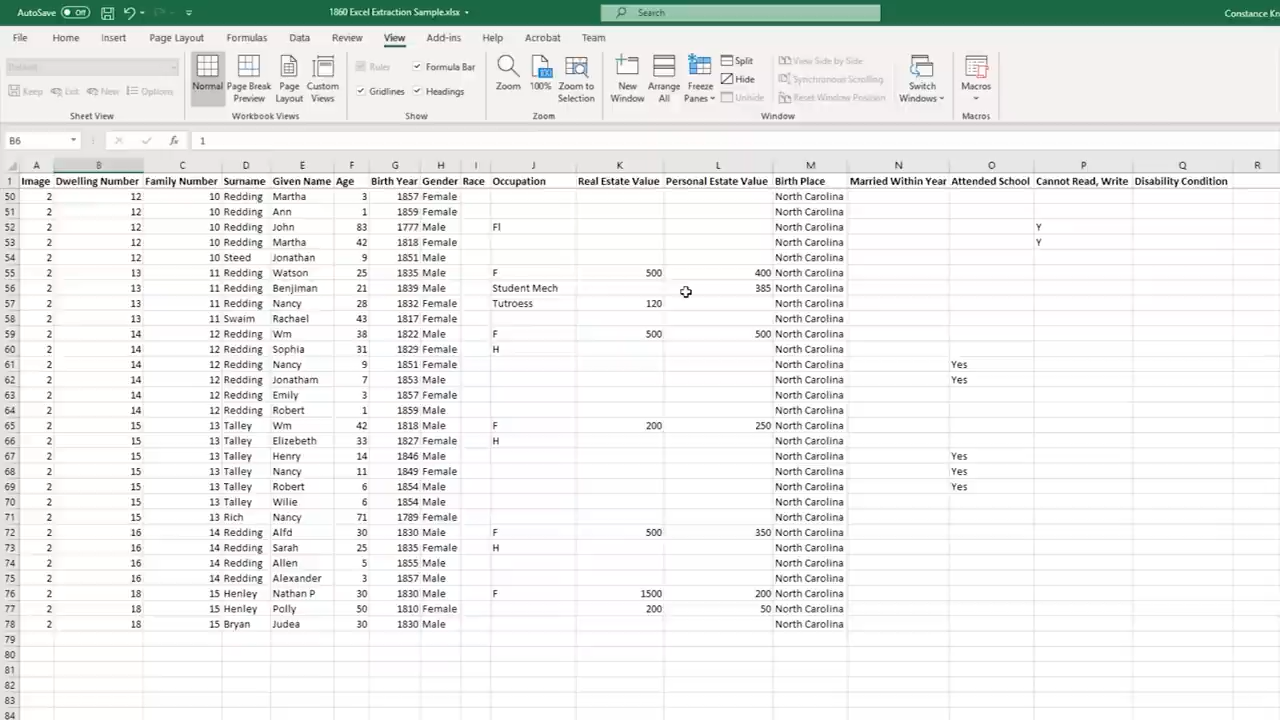 AutoSave Off 1860 Excel Extraction Sample.xlsx Search Constance Kn
File Home Insert Page Layout Formulas Data Review View Add-ins Help Acrobat Team
Default
Keep Exit New Options
Normal Page Break Preview Page Layout Custom Views
Ruler Formula Bar
Gridlines Headings
Zoom 100% Zoom to Selection
New Window Arrange All Freeze Panes
Split
Hide
Unhide
View Side by Side
Synchronous Scrolling
Reset Window Position
Switch Windows Macros
Sheet View Workbook Views Show Zoom Window Macros
B6 fx 1
A B C D E F G H I J K L M N O P Q R
1 Image Dwelling Number Family Number Surname Given Name Age Birth Year Gender Race Occupation Real Estate Value Personal Estate Value Birth Place Married Within Year Attended School Cannot Read, Write Disability Condition
50 2 12 10 Redding Martha 3 1857 Female North Carolina
51 2 12 10 Redding Ann 1 1859 Female North Carolina
52 2 12 10 Redding John 83 1777 Male Fl North Carolina Y
53 2 12 10 Redding Martha 42 1818 Female North Carolina Y
54 2 12 10 Steed Jonathan 9 1851 Male North Carolina
55 2 13 11 Redding Watson 25 1835 Male F 500 400 North Carolina
56 2 13 11 Redding Benjiman 21 1839 Male Student Mech 385 North Carolina
57 2 13 11 Redding Nancy 28 1832 Female Tutroess 120 North Carolina
58 2 13 11 Swaim Rachael 43 1817 Female North Carolina
59 2 14 12 Redding Wm 38 1822 Male F 500 500 North Carolina
60 2 14 12 Redding Sophia 31 1829 Female H North Carolina
61 2 14 12 Redding Nancy 9 1851 Female North Carolina Yes
62 2 14 12 Redding Jonatham 7 1853 Male North Carolina Yes
63 2 14 12 Redding Emily 3 1857 Female North Carolina
64 2 14 12 Redding Robert 1 1859 Male North Carolina
65 2 15 13 Talley Wm 42 1818 Male F 200 250 North Carolina
66 2 15 13 Talley Elizebeth 33 1827 Female H North Carolina
67 2 15 13 Talley Henry 14 1846 Male North Carolina Yes
68 2 15 13 Talley Nancy 11 1849 Female North Carolina Yes
69 2 15 13 Talley Robert 6 1854 Male North Carolina Yes
70 2 15 13 Talley Wilie 6 1854 Male North Carolina
71 2 15 13 Rich Nancy 71 1789 Female North Carolina
72 2 16 14 Redding Alfd 30 1830 Male F 500 350 North Carolina
73 2 16 14 Redding Sarah 25 1835 Female H North Carolina
74 2 16 14 Redding Allen 5 1855 Male North Carolina
75 2 16 14 Redding Alexander 3 1857 Male North Carolina
76 2 18 15 Henley Nathan P 30 1830 Male F 1500 200 North Carolina
77 2 18 15 Henley Polly 50 1810 Female 200 50 North Carolina
78 2 18 15 Bryan Judea 30 1830 Male North Carolina
79
80
81
82
83
84